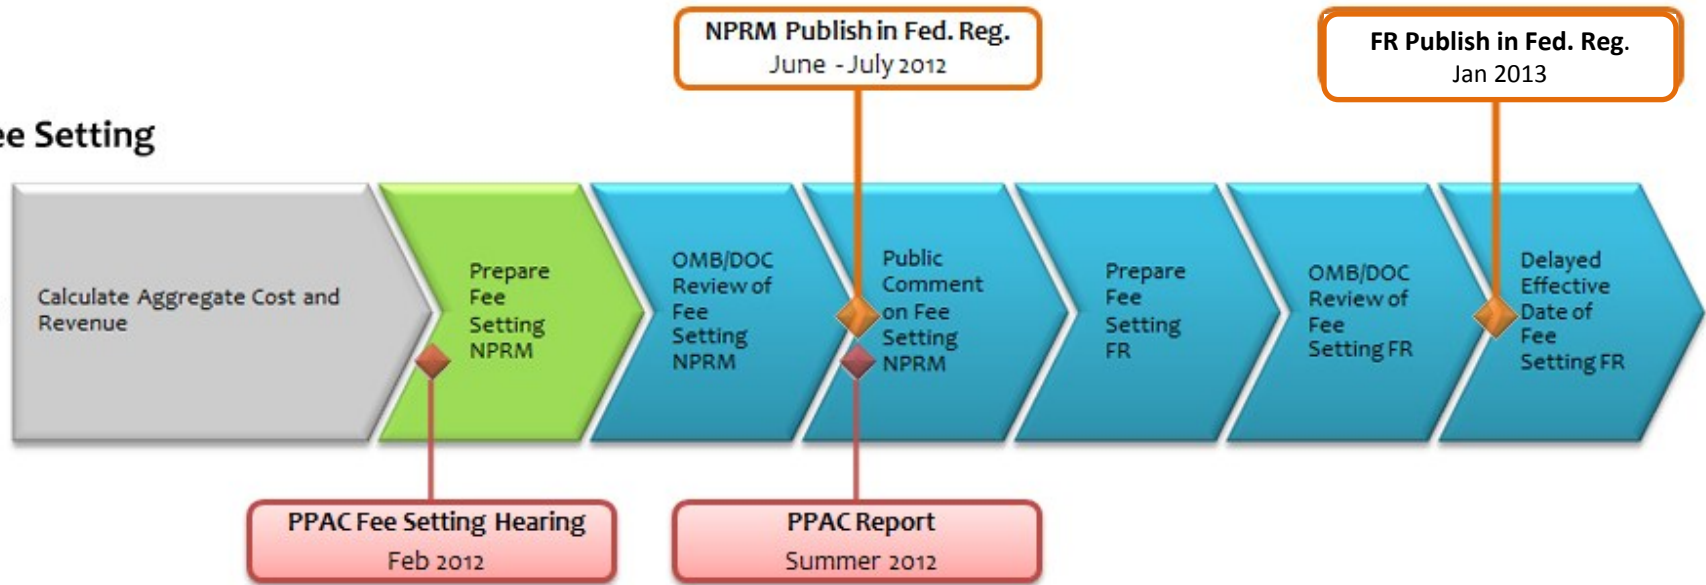 NPRM Publish in Fed. Reg.
June - July 2012
FR Publish in Fed. Reg.
Jan 2013
ee Setting
Calculate Aggregate Cost and
Revenue
Prepare
Fee
Setting
NPRM
OMB/DOC
Review of
Fee
Setting
NPRM
Public
Comment
on Fee
Setting
NPRM
Prepare
Fee
Setting
FR
OMB/DOC
Review of
Fee
Setting FR
Delayed
Effective
Date of
Fee
Setting FR
PPAC Fee Setting Hearing
Feb 2012
PPAC Report
Summer 2012